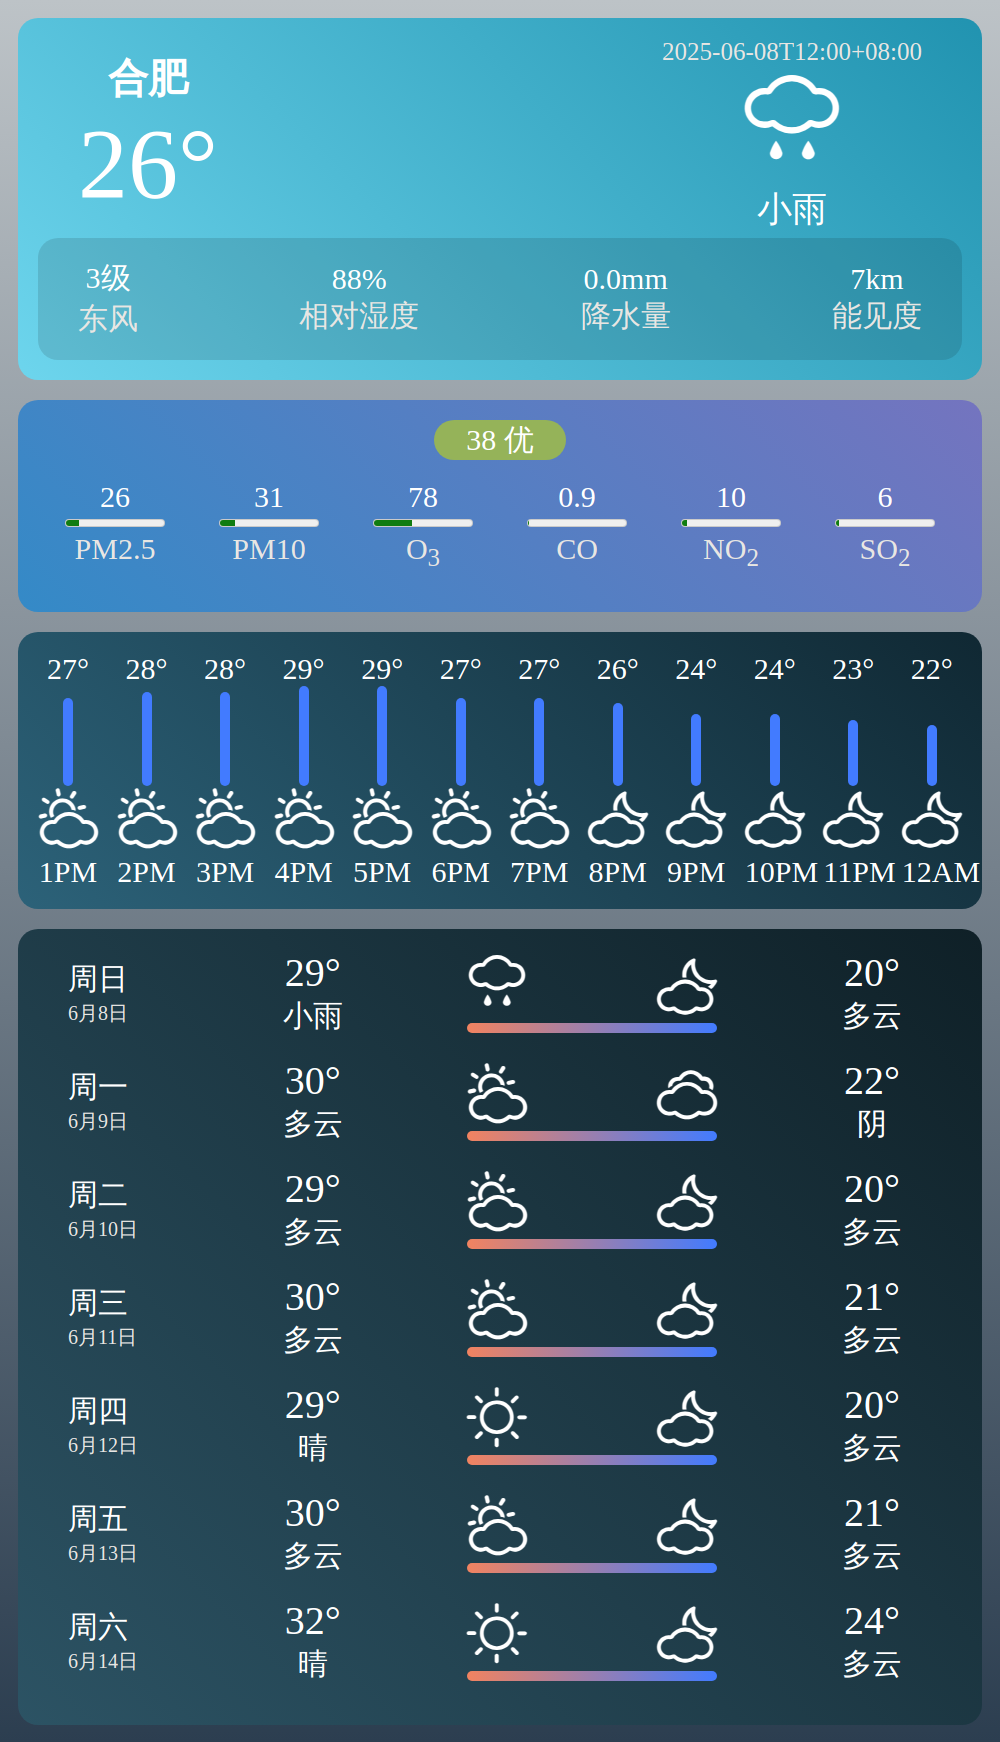 合肥
2025-06-08T12:00+08:00
26°
小雨
3级 88% 0.0mm 7km
东风 相对湿度 降水量 能见度
38 优
26 31 78 0.9 10 6
PM2.5 PM10 O3 CO NO2 SO2
27° 28° 28° 29° 29° 27° 27° 26° 24° 24° 23° 22°
1PM 2PM 3PM 4PM 5PM 6PM 7PM 8PM 9PM 10PM 11PM 12AM
周日 29° 20°
6月8日 小雨 多云
周一 30° 22°
6月9日 多云 阴
周二 29° 20°
6月10日 多云 多云
周三 30° 21°
6月11日 多云 多云
周四 29° 20°
6月12日 晴 多云
周五 30° 21°
6月13日 多云 多云
周六 32° 24°
6月14日 晴 多云